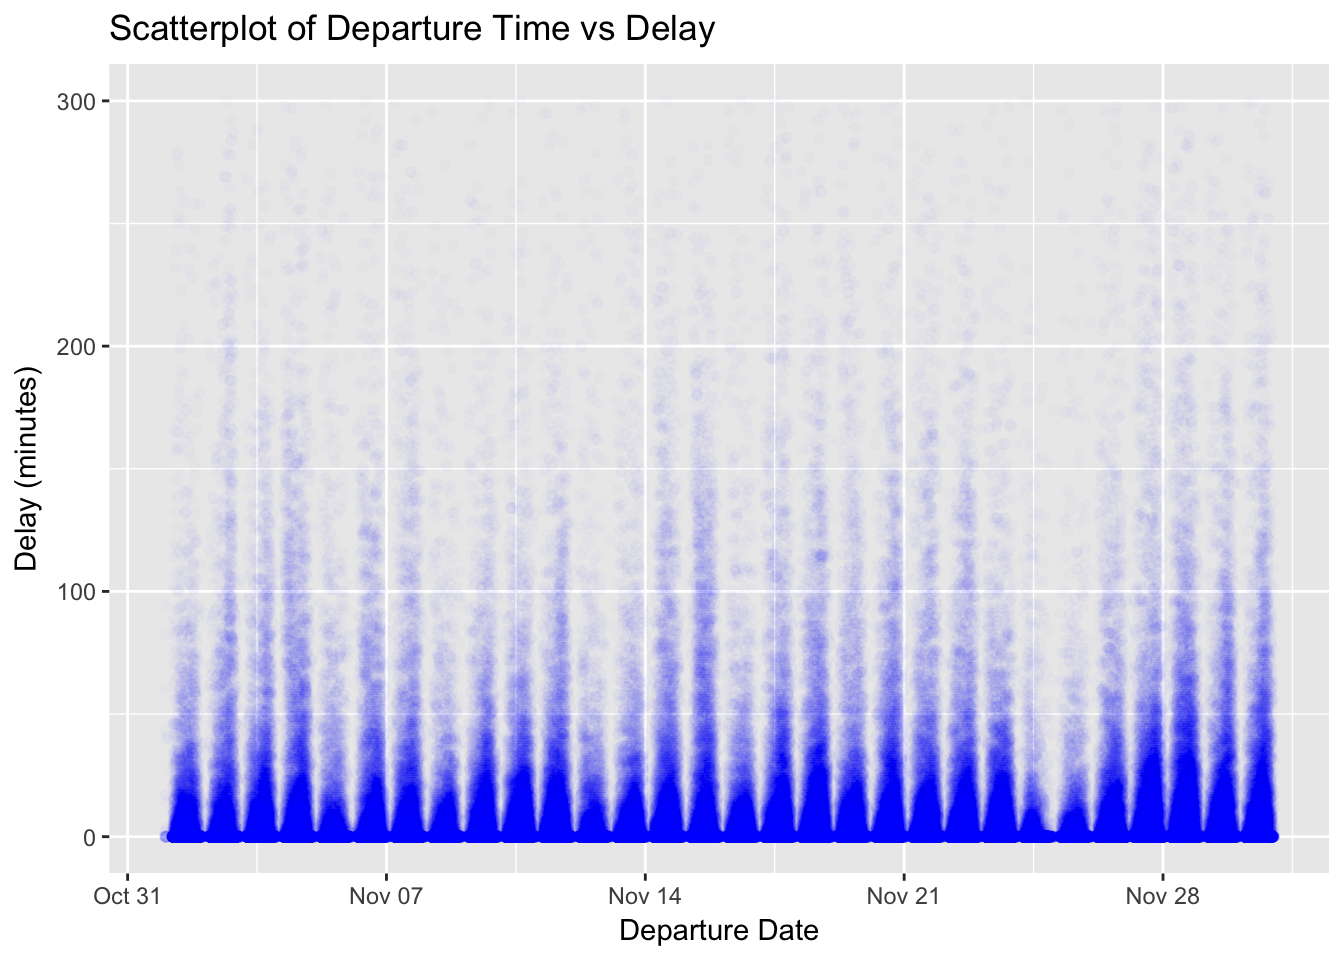 Scatterplot of Departure Time vs Delay
300
200
100
0
Delay (minutes)
Oct 31
Nov 07
Nov 14
Nov 21
Nov 28
Departure Date